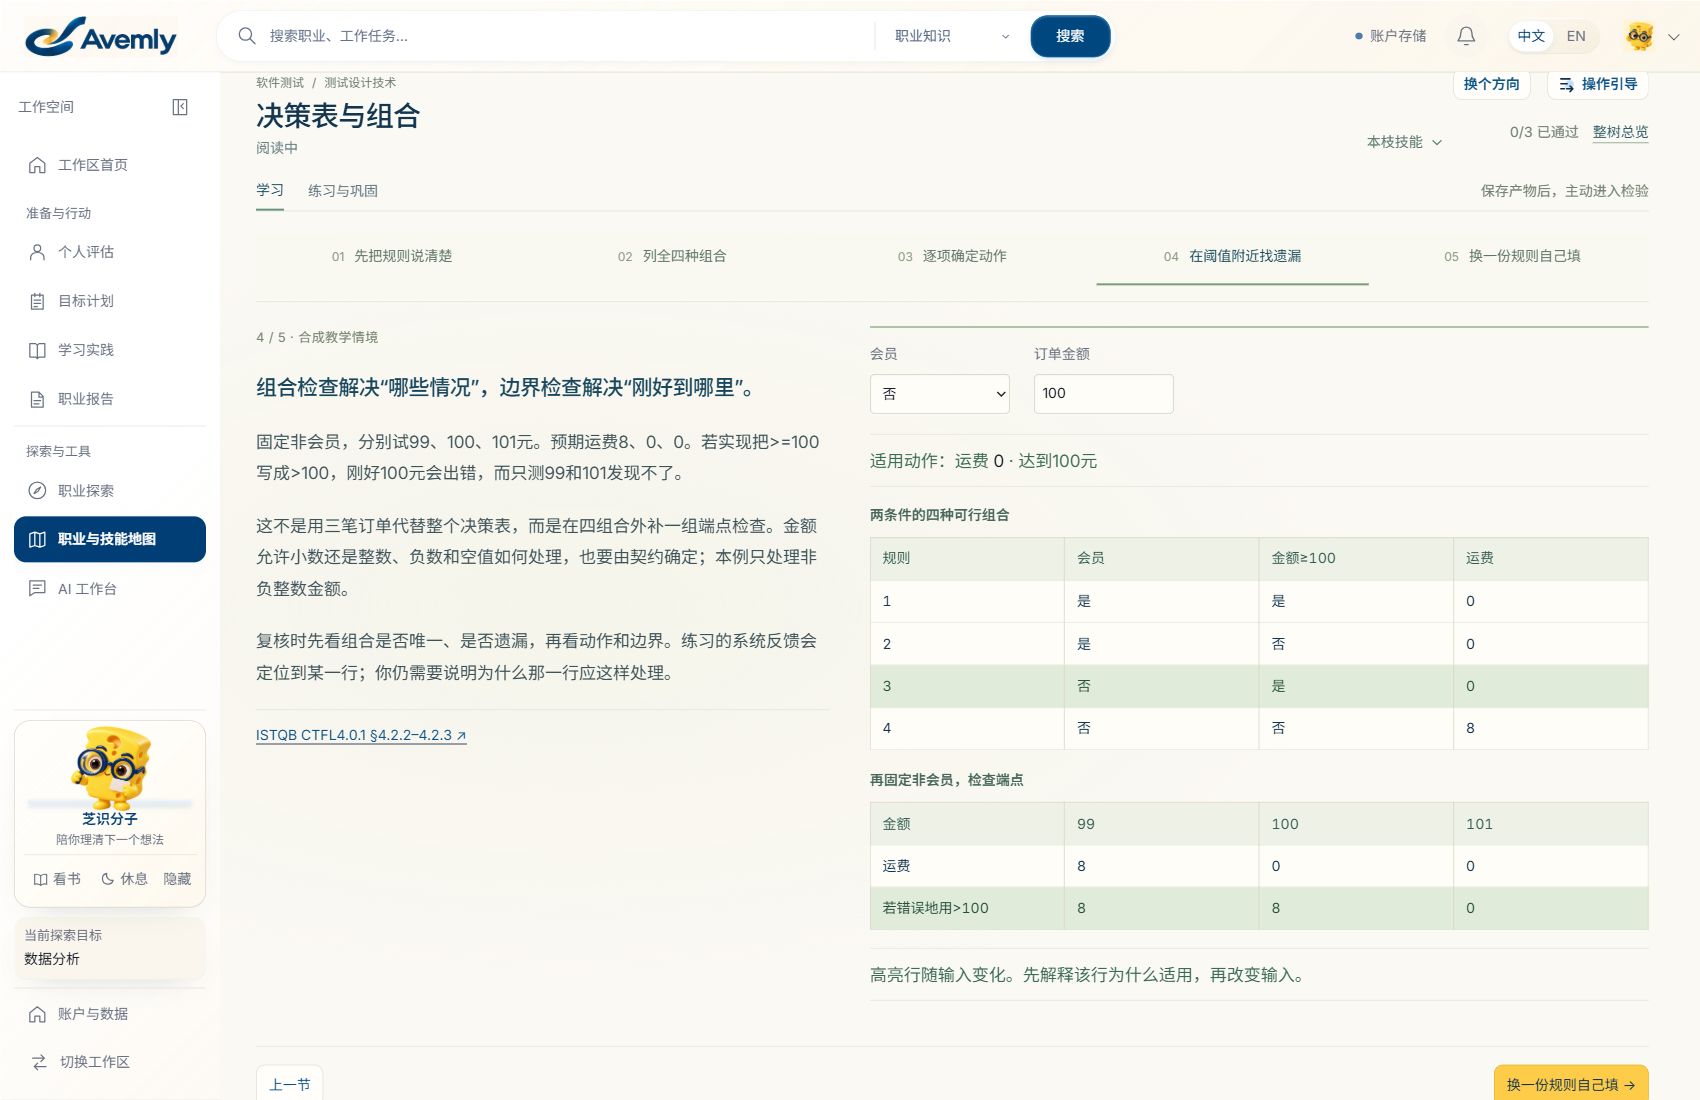 Avemly
搜索职业、工作任务...
职业知识
搜索
账户存储
中文
EN
工作空间
工作区首页
准备与行动
个人评估
目标计划
学习实践
职业报告
探索与工具
职业探索
职业与技能地图
AI 工作台
芝识分子
陪你理清下一个想法
看书
休息
隐藏
当前探索目标
数据分析
账户与数据
切换工作区
软件测试 / 测试设计技术
换个方向
操作引导
决策表与组合
阅读中
本枝技能
0/3 已通过
整树总览
学习
练习与巩固
保存产物后，主动进入检验
01 先把规则说清楚
02 列全四种组合
03 逐项确定动作
04 在阈值附近找遗漏
05 换一份规则自己填
4 / 5 · 合成教学情境
组合检查解决“哪些情况”，边界检查解决“刚好到哪里”。
固定非会员，分别试99、100、101元。预期运费8、0、0。若实现把>=100
写成>100，刚好100元会出错，而只测99和101发现不了。
这不是用三笔订单代替整个决策表，而是在四组合外补一组端点检查。金额
允许小数还是整数、负数和空值如何处理，也要由契约确定；本例只处理非
负整数金额。
复核时先看组合是否唯一、是否遗漏，再看动作和边界。练习的系统反馈会
定位到某一行；你仍需要说明为什么那一行应这样处理。
ISTQB CTFL4.0.1 §4.2.2–4.2.3 ↗
会员
订单金额
否
100
适用动作：运费 0 · 达到100元
两条件的四种可行组合
规则 会员 金额≥100 运费
1 是 是 0
2 是 否 0
3 否 是 0
4 否 否 8
再固定非会员，检查端点
金额 99 100 101
运费 8 0 0
若错误地用>100 8 8 0
高亮行随输入变化。先解释该行为什么适用，再改变输入。
上一节
换一份规则自己填 →